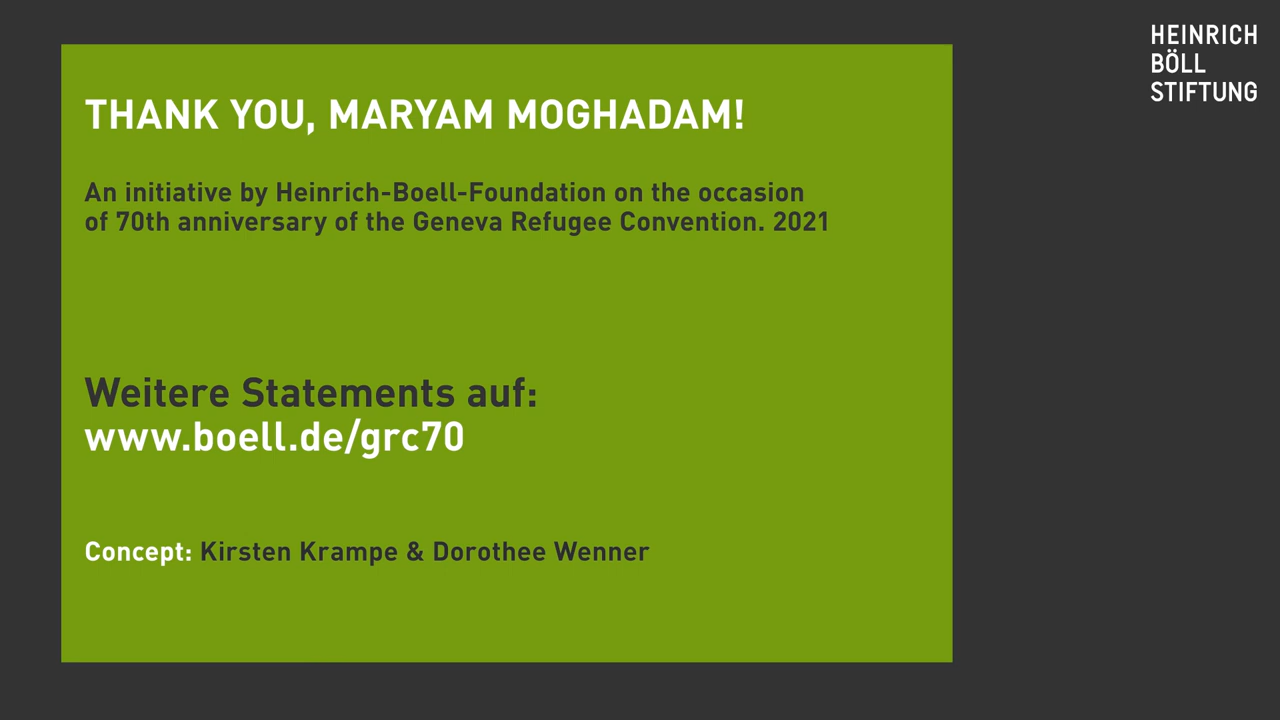 HEINRICH
BÖLL
STIFTUNG
THANK YOU, MARYAM MOGHADAM!
An initiative by Heinrich-Boell-Foundation on the occasion
of 70th anniversary of the Geneva Refugee Convention. 2021
Weitere Statements auf:
www.boell.de/grc70
Concept: Kirsten Krampe & Dorothee Wenner